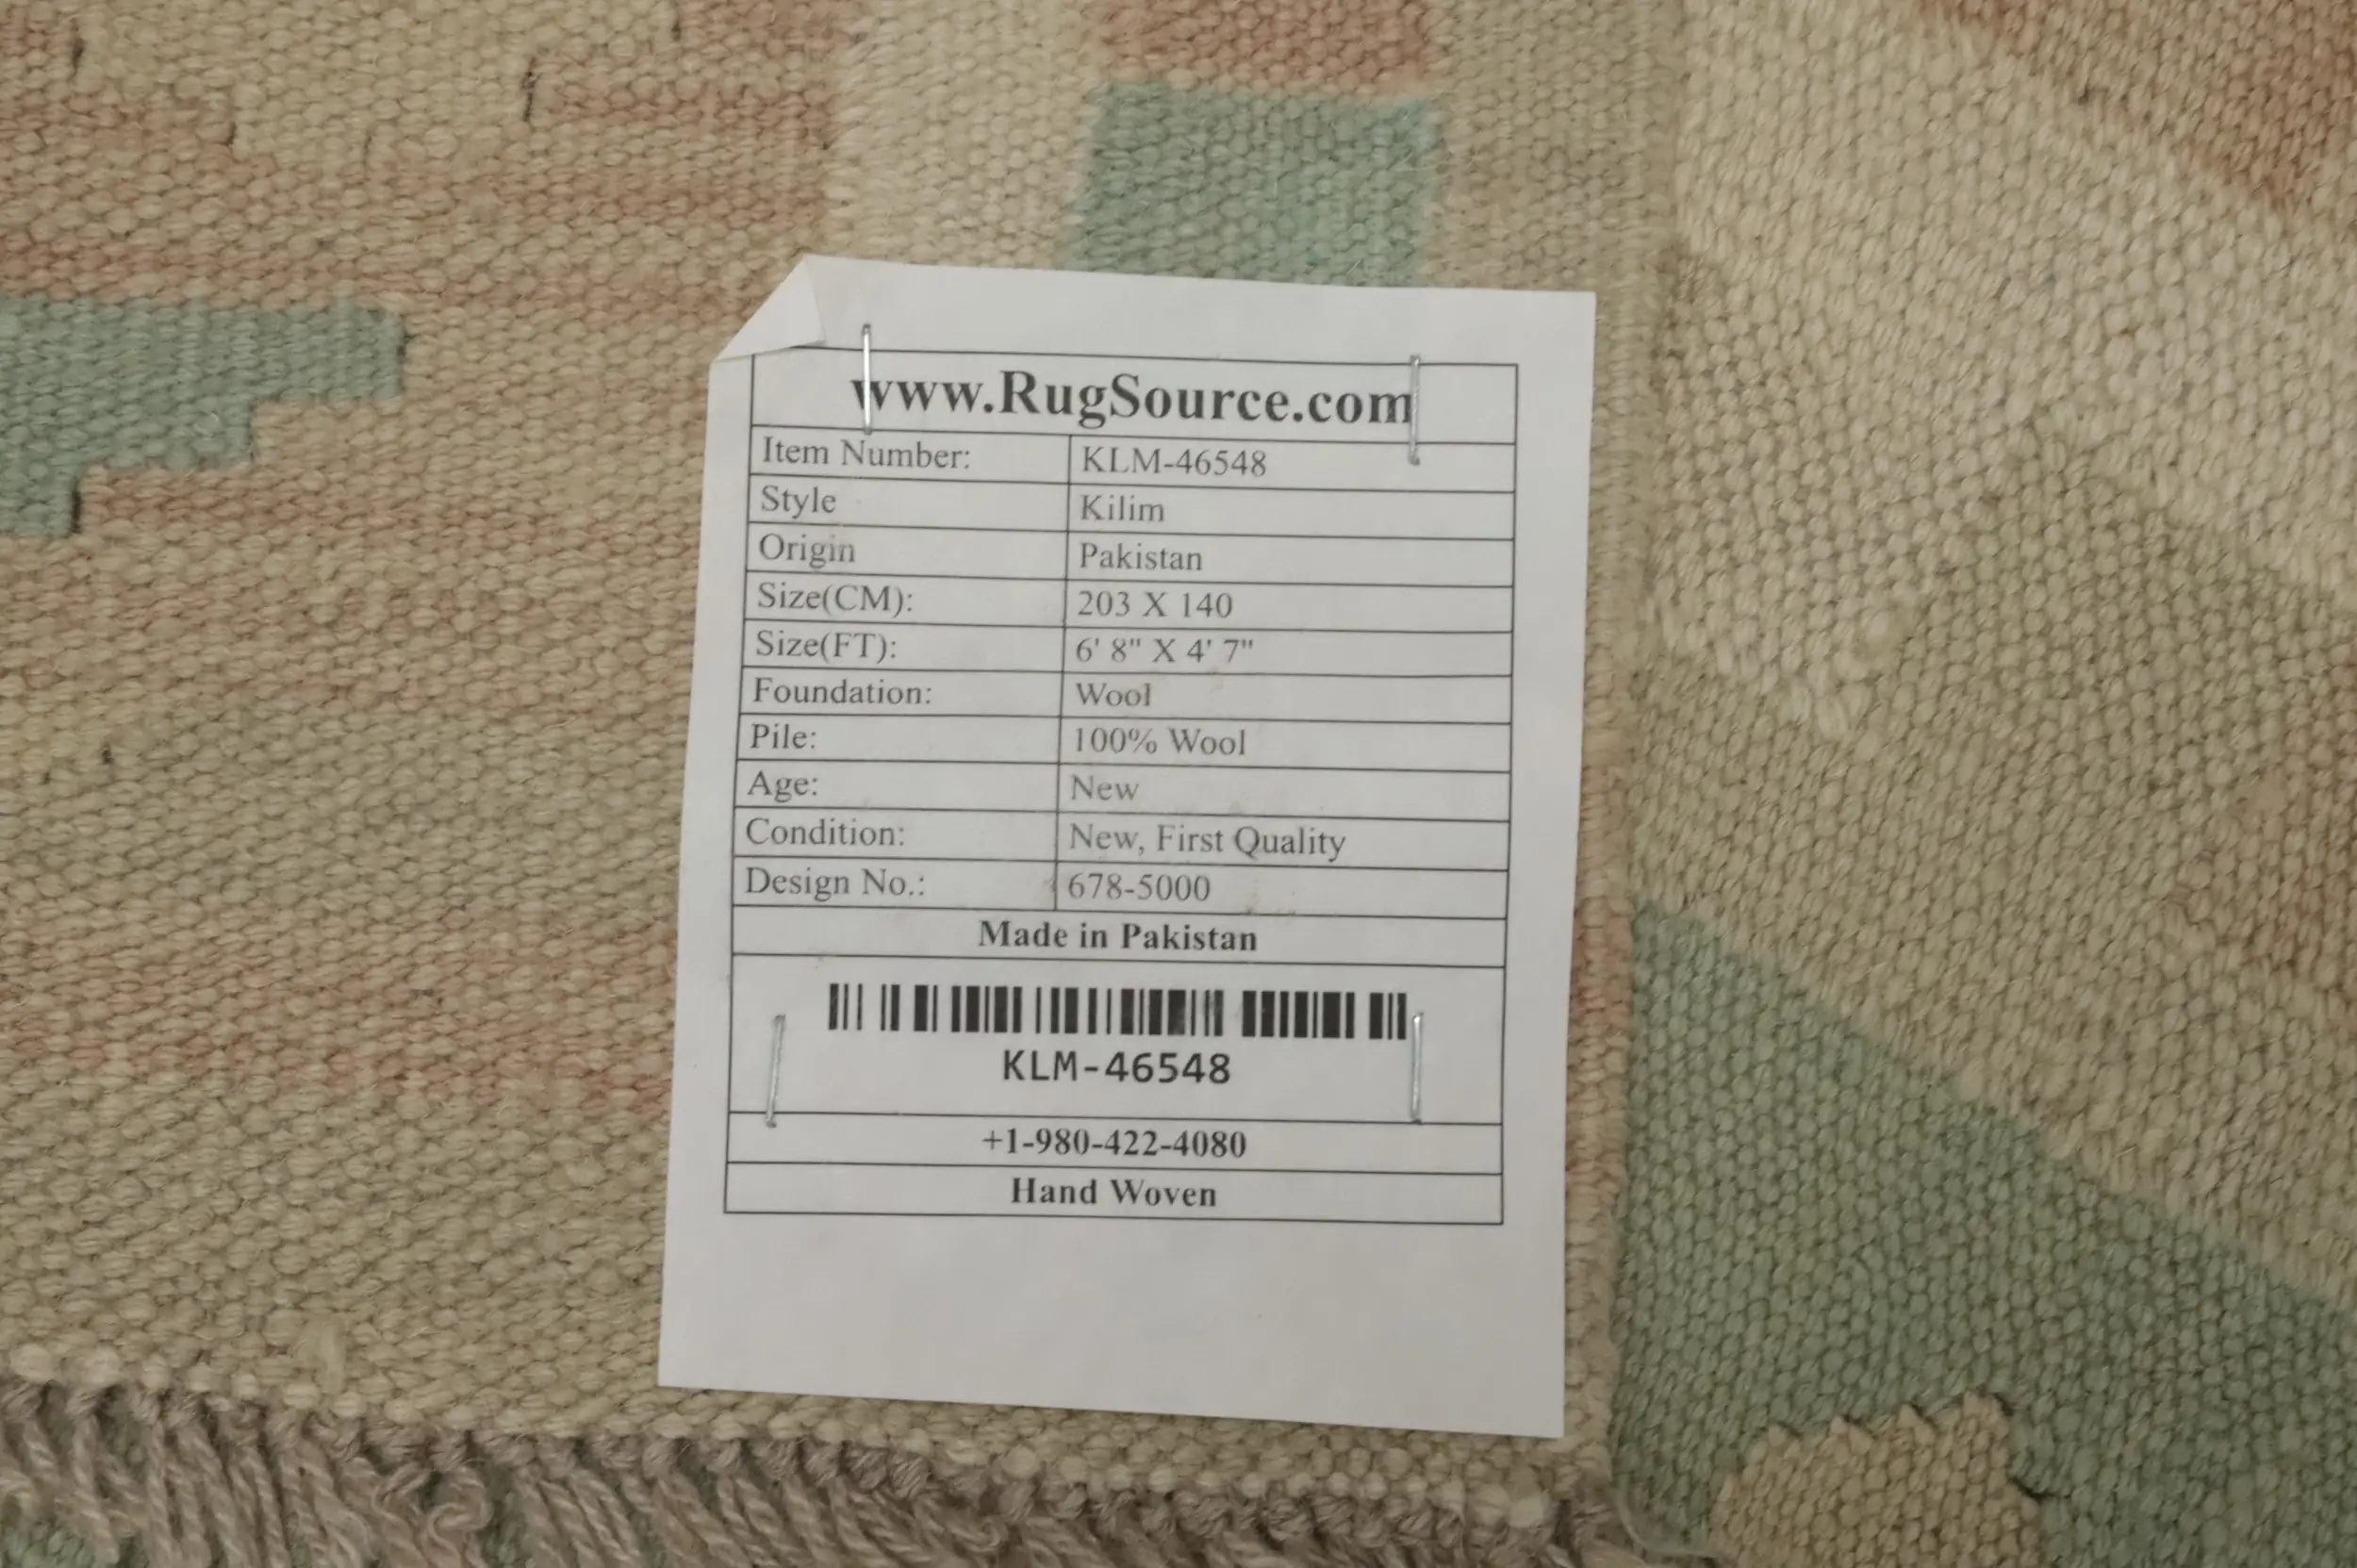 www.RugSource.com
Item Number: KLM-46548
Style Kilim
Origin Pakistan
Size(CM): 203 X 140
Size(FT): 6' 8" X 4' 7"
Foundation: Wool
Pile: 100% Wool
Age: New
Condition: New, First Quality
Design No.: 678-5000
Made in Pakistan
KLM-46548
+1-980-422-4080
Hand Woven